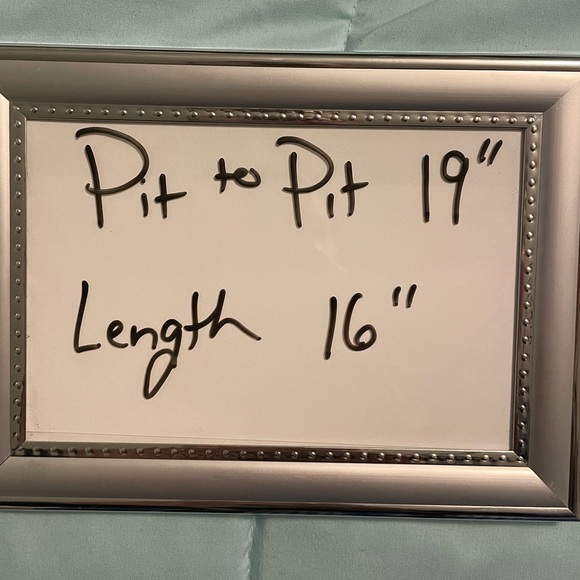 Pit to Pit 19"
Length 16"